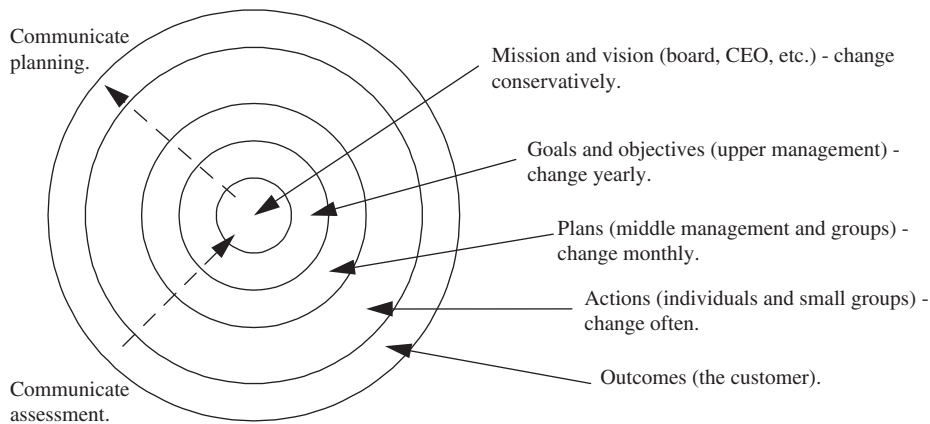 Communicate
planning.
Mission and vision (board, CEO, etc.) - change
conservatively.
Goals and objectives (upper management) -
change yearly.
Plans (middle management and groups) -
change monthly.
Actions (individuals and small groups) -
change often.
Outcomes (the customer).
Communicate
assessment.